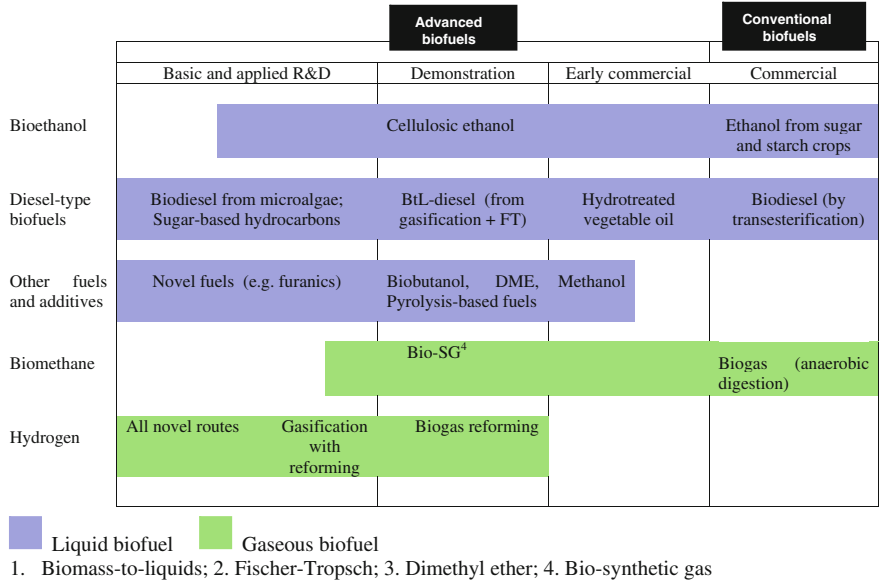 Advanced
biofuels
Conventional
biofuels
Basic and applied R&D
Demonstration
Early commercial
Commercial
Bioethanol
Cellulosic ethanol
Ethanol from sugar
and starch crops
Diesel-type
biofuels
Biodiesel from microalgae;
Sugar-based hydrocarbons
BtL-diesel (from
gasification + FT)
Hydrotreated
vegetable oil
Biodiesel (by
transesterification)
Other fuels
and additives
Novel fuels (e.g. furanics)
Biobutanol, DME,
Pyrolysis-based fuels
Methanol
Biomethane
Bio-SG⁴
Biogas (anaerobic
digestion)
Hydrogen
All novel routes
Gasification
with
reforming
Biogas reforming
Liquid biofuel
Gaseous biofuel
1. Biomass-to-liquids; 2. Fischer-Tropsch; 3. Dimethyl ether; 4. Bio-synthetic gas